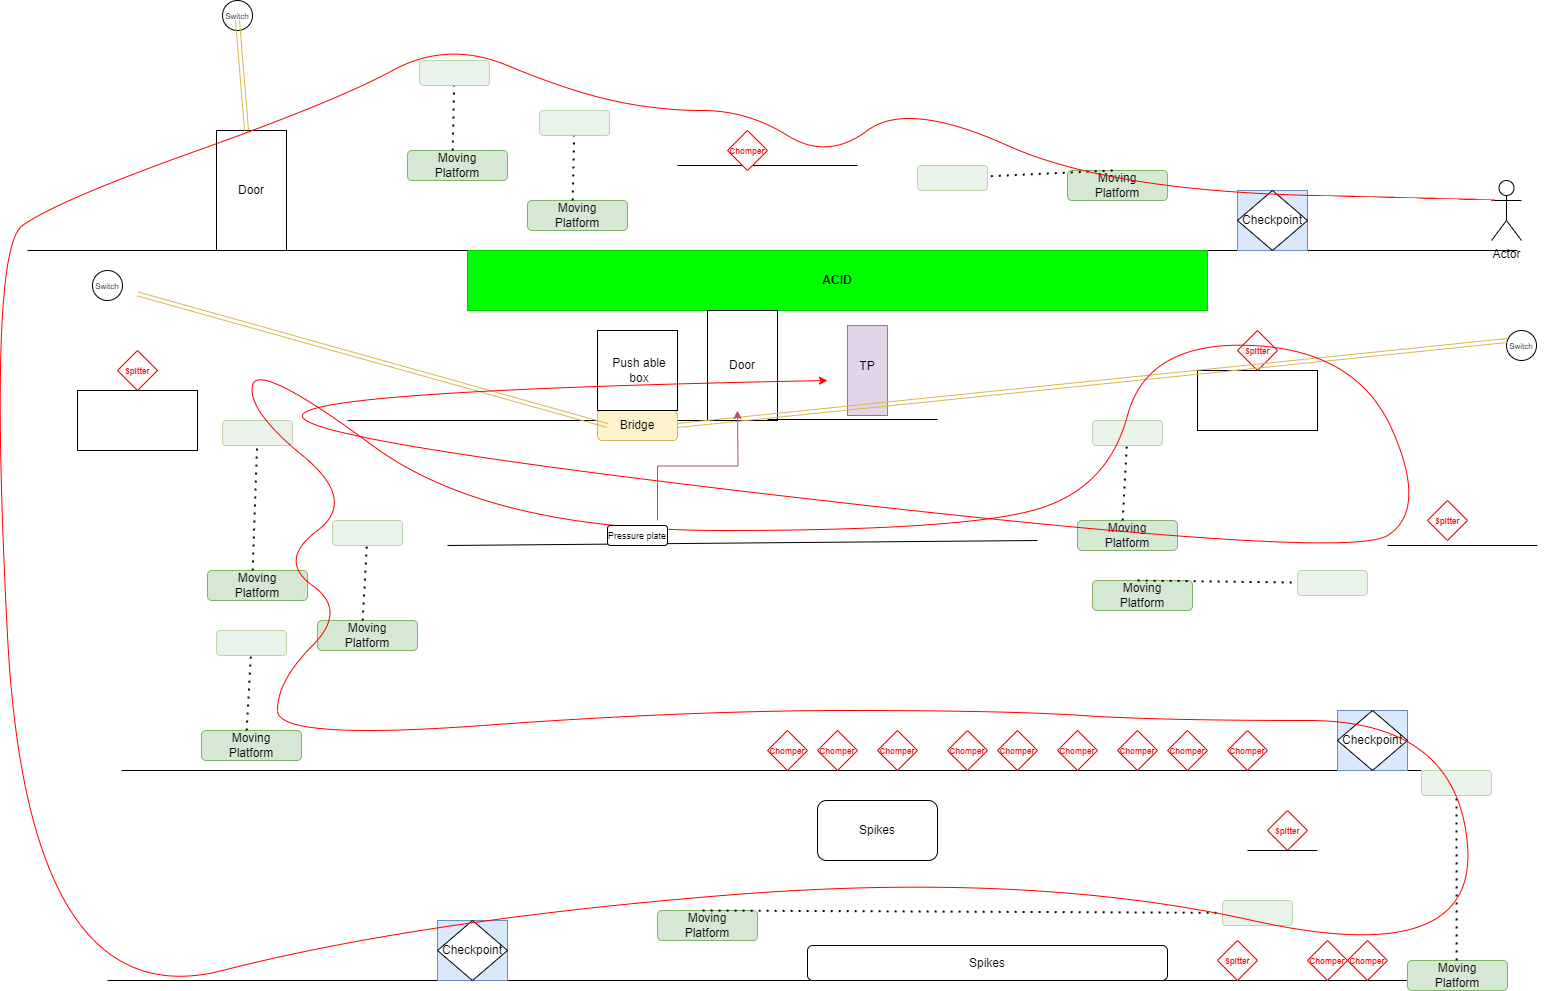 Switch
Chomper
Moving
Platform
Moving
Platform
Door
Moving
Platform
Checkpoint
Actor
ACID
Switch
Switch
Spitter
Push able
box
Door
TP
Spitter
Bridge
Spitter
Pressure plate
Moving
Platform
Moving
Platform
Moving
Platform
Moving
Platform
Moving
Platform
Checkpoint
Chomper
Chomper
Chomper
Chomper
Chomper
Chomper
Chomper
Chomper
Chomper
Spikes
Spitter
Moving
Platform
Checkpoint
Spikes
Spitter
Chomper
Chomper
Moving
Platform